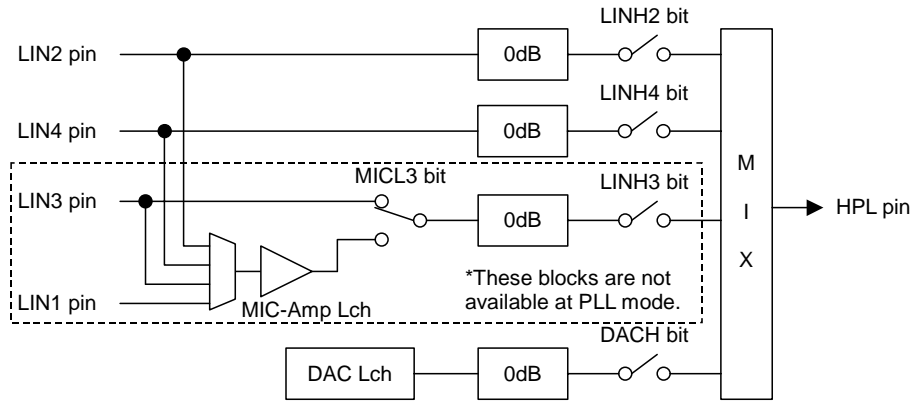 LINH2 bit
LIN2 pin
0dB
LINH4 bit
LIN4 pin
0dB
M
I
X
MICL3 bit
LINH3 bit
LIN3 pin
0dB
HPL pin
*These blocks are not
available at PLL mode.
LIN1 pin
MIC-Amp Lch
DACH bit
DAC Lch
0dB